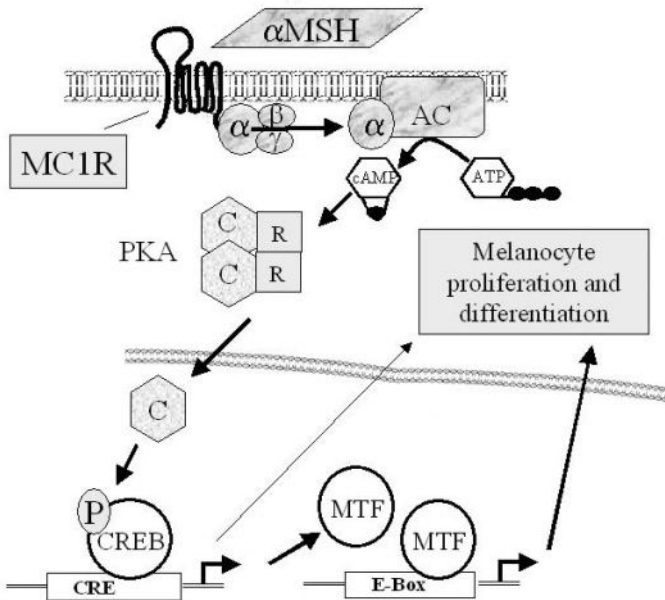 αMSH
MC1R
α
β
γ
α
AC
cAMP
ATP
PKA
C
R
C
R
Melanocyte
proliferation and
differentiation
C
P
CREB
CRE
MTF
MTF
E-Box